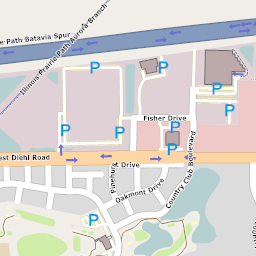 e Path Batavia Spur
Illinois Prairie Path Aurora Branch
P
P
P
P
Fisher Drive
P
P
P
P
est Diehl Road
t Drive
Pinehurst
Oakmont Drive
Country Club Boulevard
P